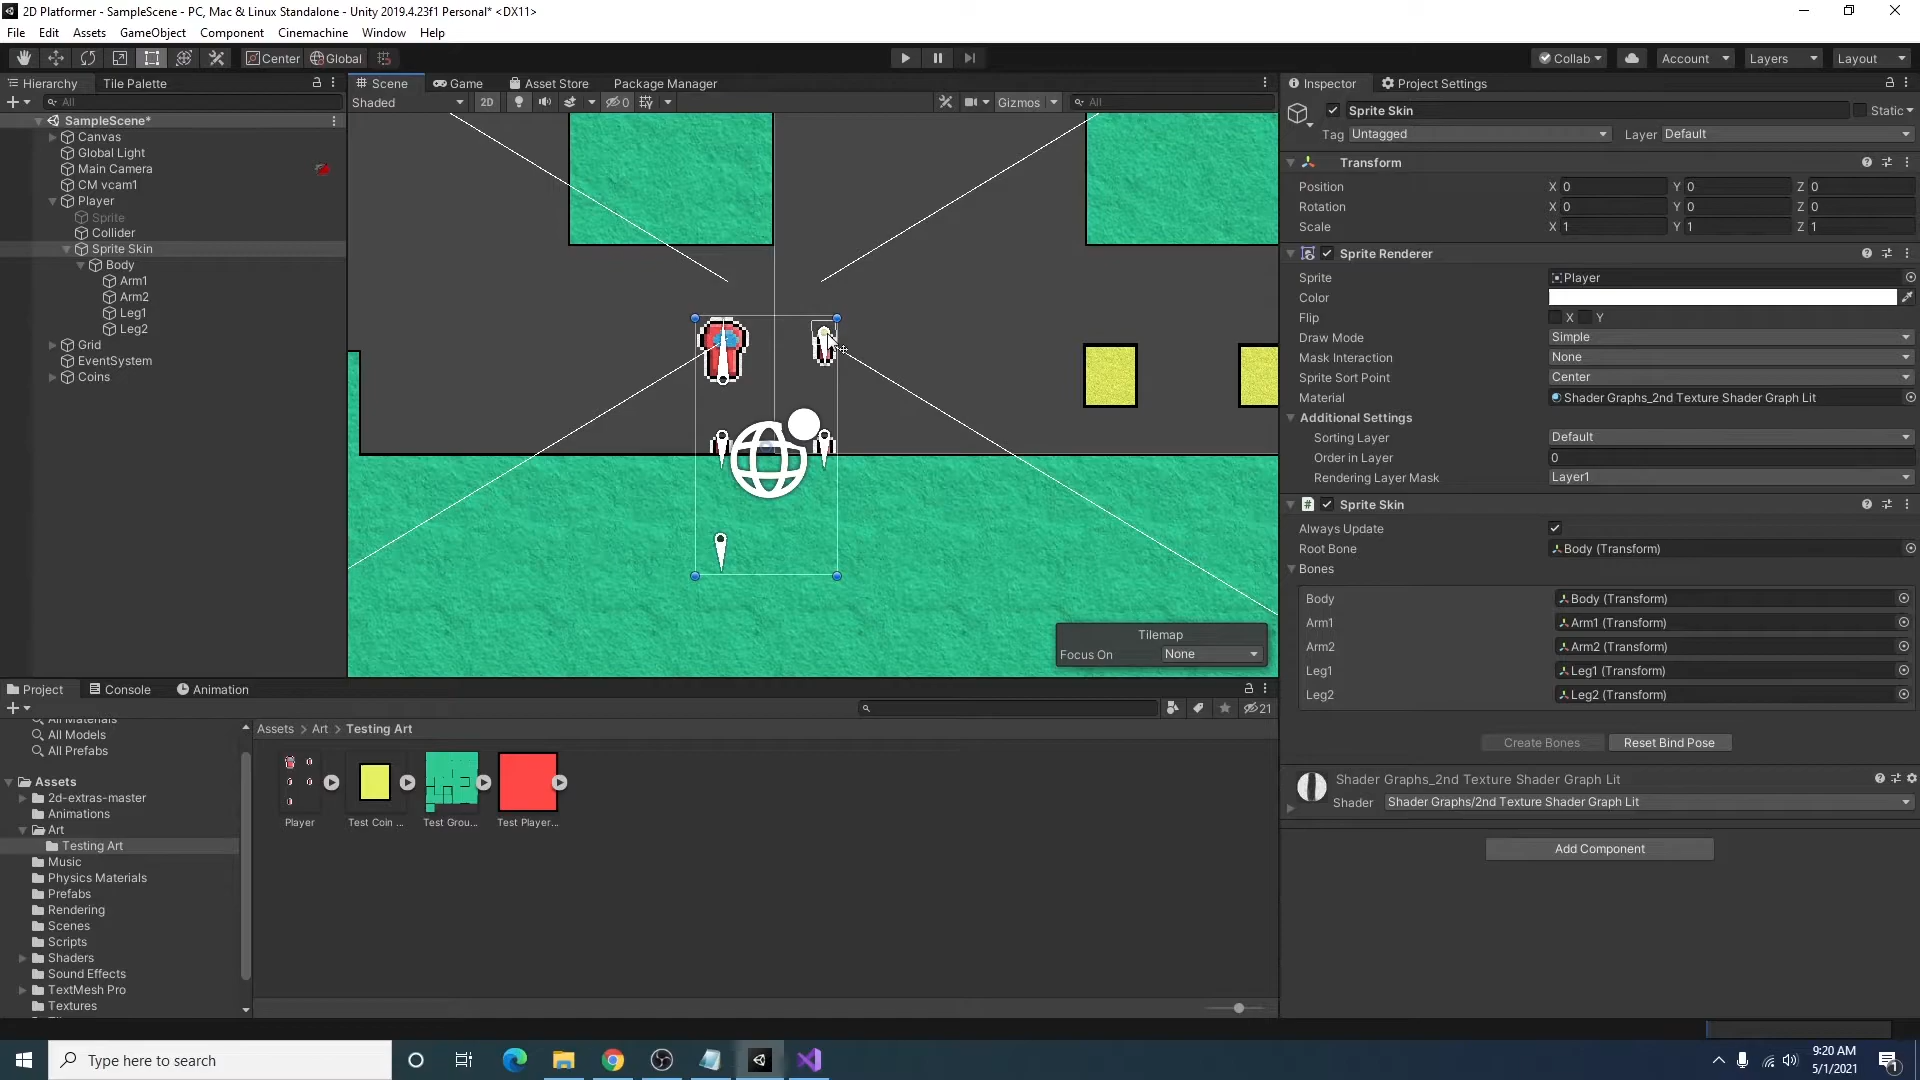 2D Platformer - SampleScene - PC, Mac & Linux Standalone - Unity 2019.4.23f1 Personal* <DX11>
File Edit Assets GameObject Component Cinemachine Window Help
Center Global Collab Account Layers Layout
Hierarchy Tile Palette Scene Game Asset Store Package Manager Inspector Project Settings
All Shaded 2D 0 Gizmos All
Sprite Skin Static
SampleScene*
Tag Untagged Layer Default
Canvas
Global Light
Main Camera
CM vcam1
Player
Sprite
Collider
Sprite Skin
Body
Arm1
Arm2
Leg1
Leg2
Grid
EventSystem
Coins
Transform
Position X 0 Y 0 Z 0
Rotation X 0 Y 0 Z 0
Scale X 1 Y 1 Z 1
Sprite Renderer
Sprite Player
Color
Flip X Y
Draw Mode Simple
Mask Interaction None
Sprite Sort Point Center
Material Shader Graphs_2nd Texture Shader Graph Lit
Additional Settings
Sorting Layer Default
Order in Layer 0
Rendering Layer Mask Layer1
Sprite Skin
Always Update
Root Bone Body (Transform)
Bones
Body Body (Transform)
Arm1 Arm1 (Transform)
Arm2 Arm2 (Transform)
Leg1 Leg1 (Transform)
Leg2 Leg2 (Transform)
Create Bones Reset Bind Pose
Shader Graphs_2nd Texture Shader Graph Lit
Shader Shader Graphs/2nd Texture Shader Graph Lit
Add Component
Tilemap
Focus On None
Project Console Animation
21
All Materials
All Models
All Prefabs
Assets
2d-extras-master
Animations
Art
Testing Art
Music
Physics Materials
Prefabs
Rendering
Scenes
Scripts
Shaders
Sound Effects
TextMesh Pro
Textures
Assets > Art > Testing Art
Player Test Coin ... Test Grou... Test Player...
Type here to search
9:20 AM
5/1/2021
1